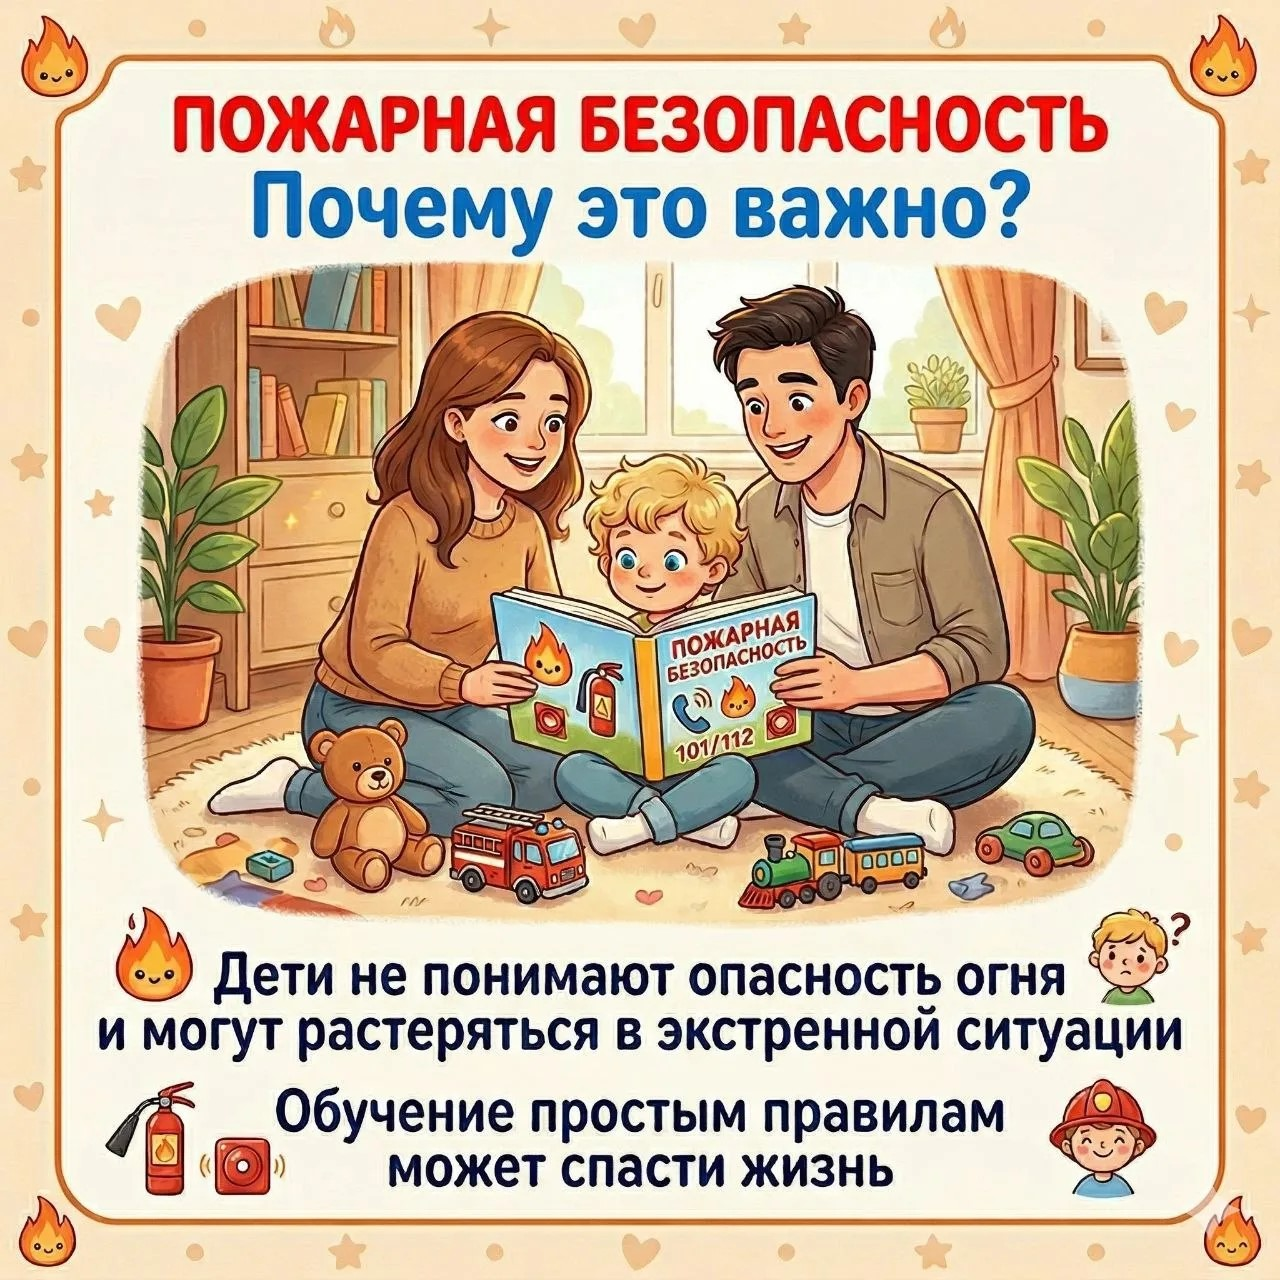 ПОЖАРНАЯ БЕЗОПАСНОСТЬ
Почему это важно?
ПОЖАРНАЯ
БЕЗОПАСНОСТЬ
101/112
?
Дети не понимают опасность огня
и могут растеряться в экстренной ситуации
Обучение простым правилам
может спасти жизнь